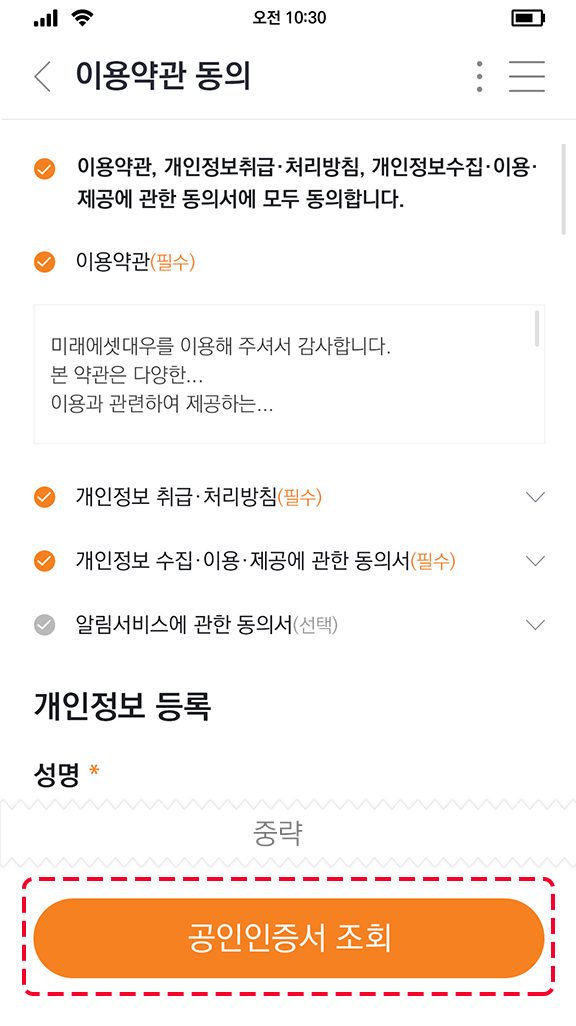 오전 10:30
이용약관 동의
이용약관, 개인정보취급·처리방침, 개인정보수집·이용·
제공에 관한 동의서에 모두 동의합니다.
이용약관(필수)
미래에셋대우를 이용해 주셔서 감사합니다.
본 약관은 다양한...
이용과 관련하여 제공하는...
개인정보 취급·처리방침(필수)
개인정보 수집·이용·제공에 관한 동의서(필수)
알림서비스에 관한 동의서(선택)
개인정보 등록
성명 *
중략
공인인증서 조회